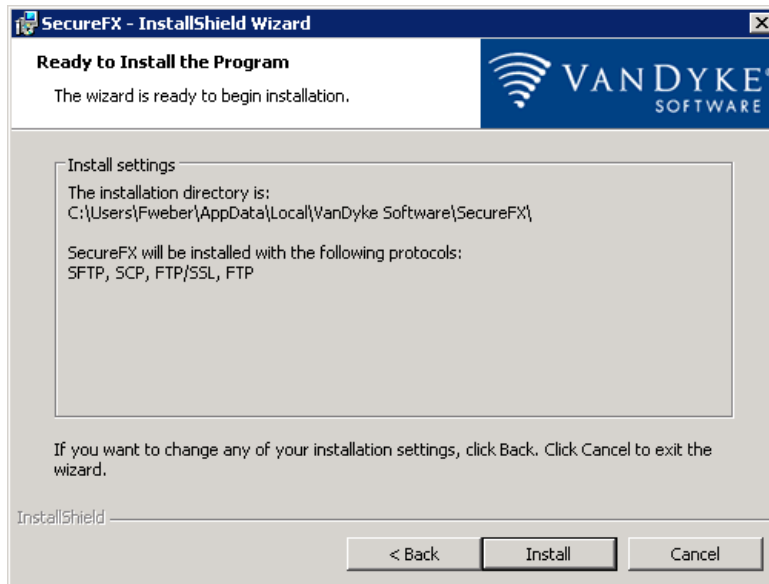 SecureFX - InstallShield Wizard
Ready to Install the Program
The wizard is ready to begin installation.
VANDYKE®
SOFTWARE
Install settings
The installation directory is:
C:\Users\Fweber\AppData\Local\VanDyke Software\SecureFX\
SecureFX will be installed with the following protocols:
SFTP, SCP, FTP/SSL, FTP
If you want to change any of your installation settings, click Back. Click Cancel to exit the
wizard.
InstallShield
< Back
Install
Cancel